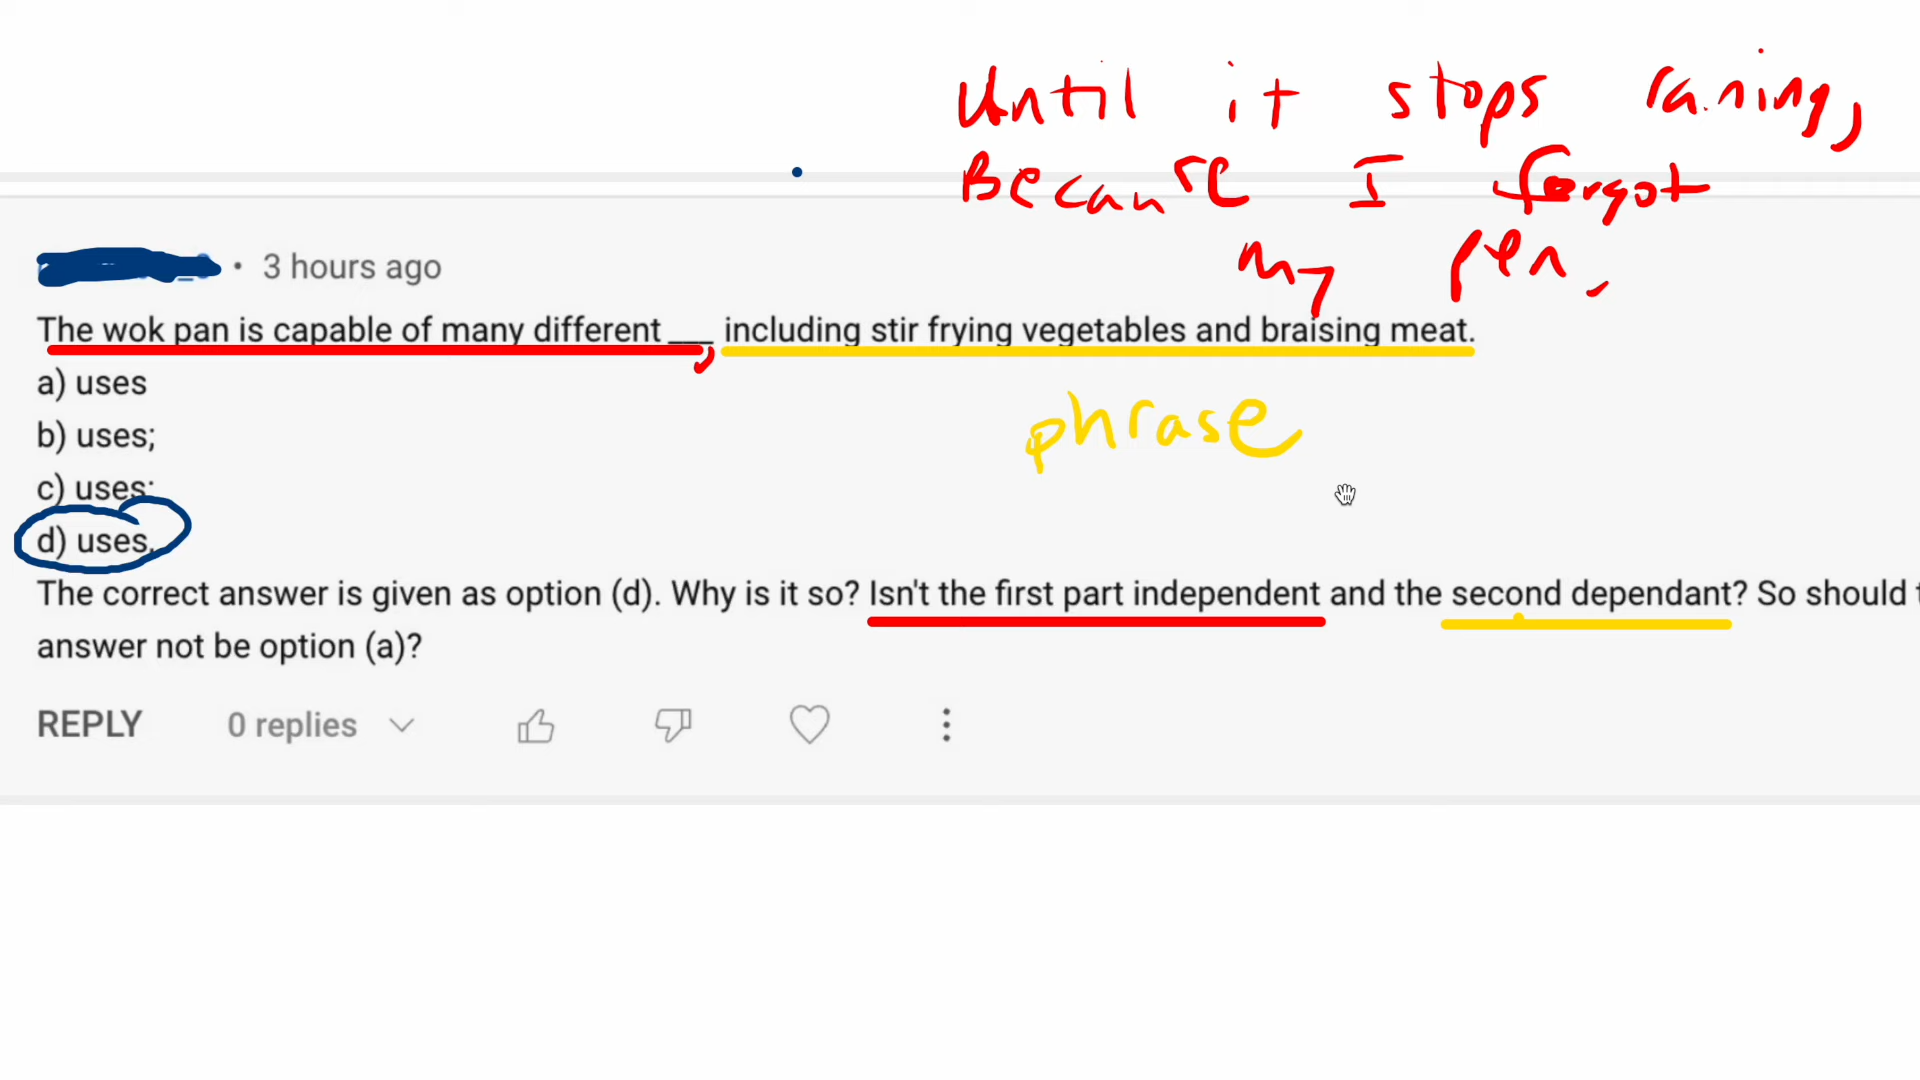 Until it stops raning,
Because I forgot
my pen,
• 3 hours ago
The wok pan is capable of many different ___, including stir frying vegetables and braising meat.
a) uses
b) uses;
phrase
c) uses:
d) uses,
The correct answer is given as option (d). Why is it so? Isn't the first part independent and the second dependant? So should
answer not be option (a)?
REPLY 0 replies